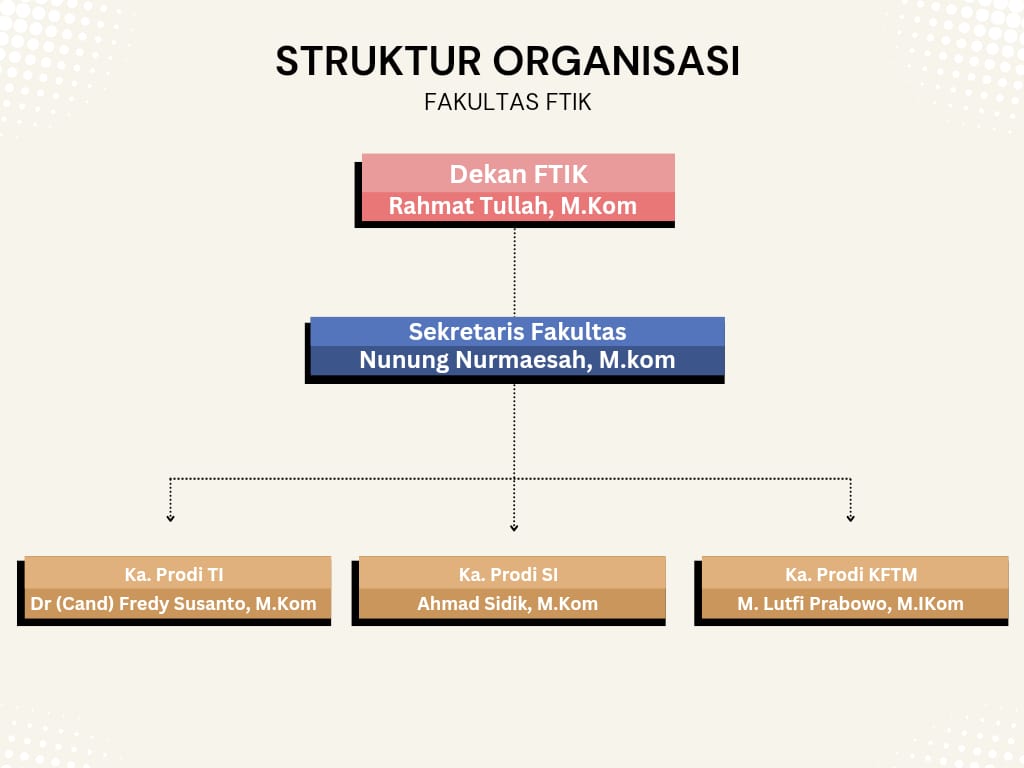 STRUKTUR ORGANISASI
FAKULTAS FTIK
Dekan FTIK
Rahmat Tullah, M.Kom
Sekretaris Fakultas
Nunung Nurmaesah, M.kom
Ka. Prodi TI
Dr (Cand) Fredy Susanto, M.Kom
Ka. Prodi SI
Ahmad Sidik, M.Kom
Ka. Prodi KFTM
M. Lutfi Prabowo, M.IKom